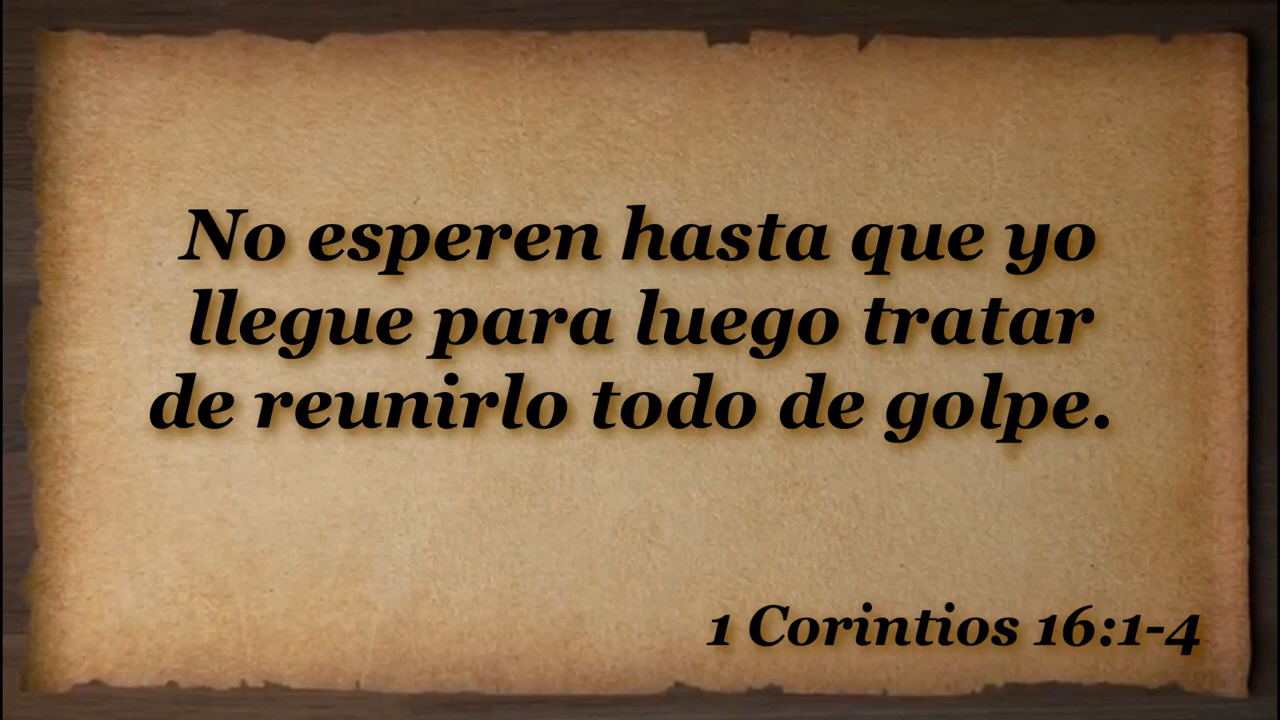 No esperen hasta que yo
llegue para luego tratar
de reunirlo todo de golpe.
1 Corintios 16:1-4